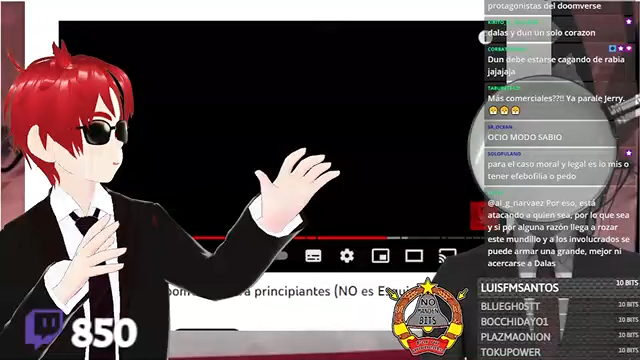 protagonistas del doomverse
dalas y dun un solo corazon
Dun debe estarse cagando de rabia
jajajaja
Más comerciales??!! Ya parale Jerry.
OCIO MODO SABIO
para el caso moral y legal es lo mis o
tener efebofilia o pedo
@al_g_narvaez Por eso, está
atacando a quien sea, por lo que sea
y si por alguna razón llega a rozar
este mundillo y a los involucrados se
puede armar una grande, mejor ni
acercarse a Dalas
LUISFMSANTOS 10 BITS
BLUEGH0STT 10 BITS
BOCCHIDAYO1 10 BITS
PLAZMAONION 10 BITS
TOKUPOWER 10 BITS
principiantes (NO es
NO
MANDEN
BITS
850